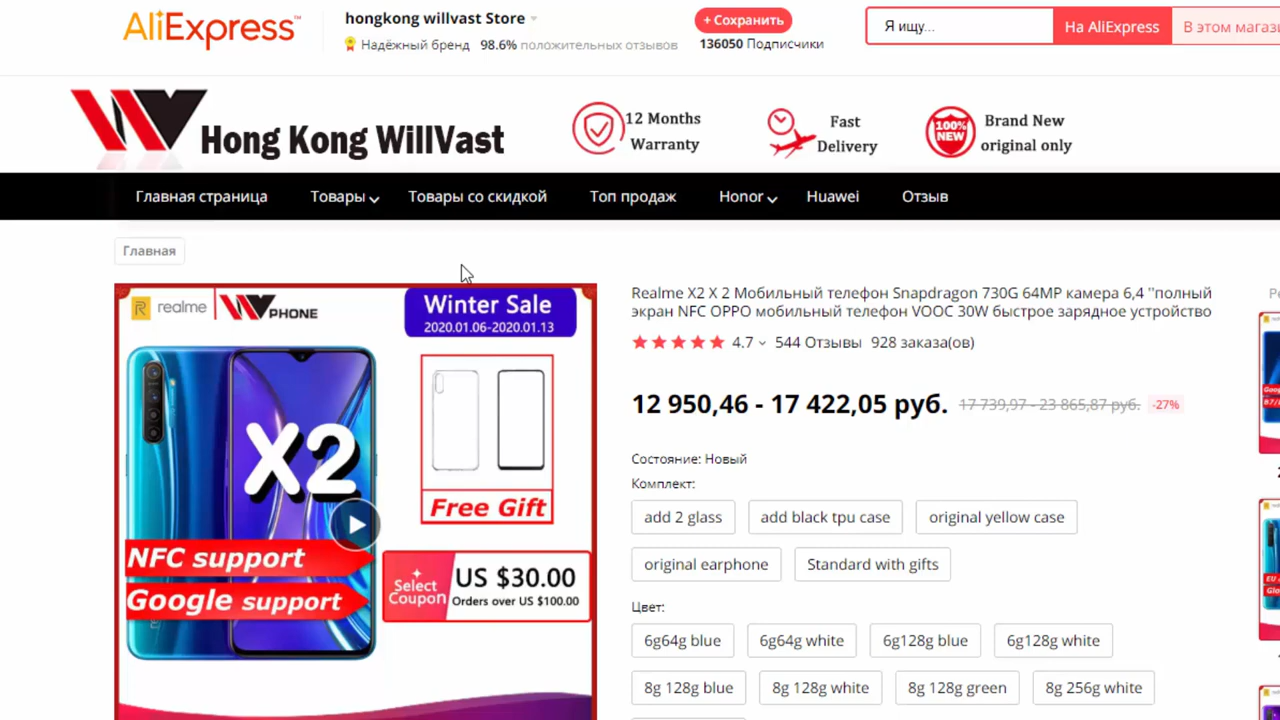 AliExpress™
hongkong willvast Store
Надёжный бренд 98.6% положительных отзывов
+ Сохранить
136050 Подписчики
Я ищу...
На AliExpress
В этом магази
W
Hong Kong WillVast
12 Months
Warranty
Fast
Delivery
100%
NEW
Brand New
original only
Главная страница Товары Товары со скидкой Топ продаж Honor Huawei Отзыв
Главная
realme
PHONE
Winter Sale
2020.01.06-2020.01.13
X2
Free Gift
NFC support
Google support
Select
Coupon
US $30.00
Orders over US $100.00
Realme X2 X 2 Мобильный телефон Snapdragon 730G 64MP камера 6,4 ''полный
экран NFC OPPO мобильный телефон VOOC 30W быстрое зарядное устройство
4.7 544 Отзывы 928 заказа(ов)
12 950,46 - 17 422,05 руб. 17 739,97 - 23 865,87 руб. -27%
Состояние: Новый
Комплект:
add 2 glass add black tpu case original yellow case
original earphone Standard with gifts
Цвет:
6g64g blue 6g64g white 6g128g blue 6g128g white
8g 128g blue 8g 128g white 8g 128g green 8g 256g white